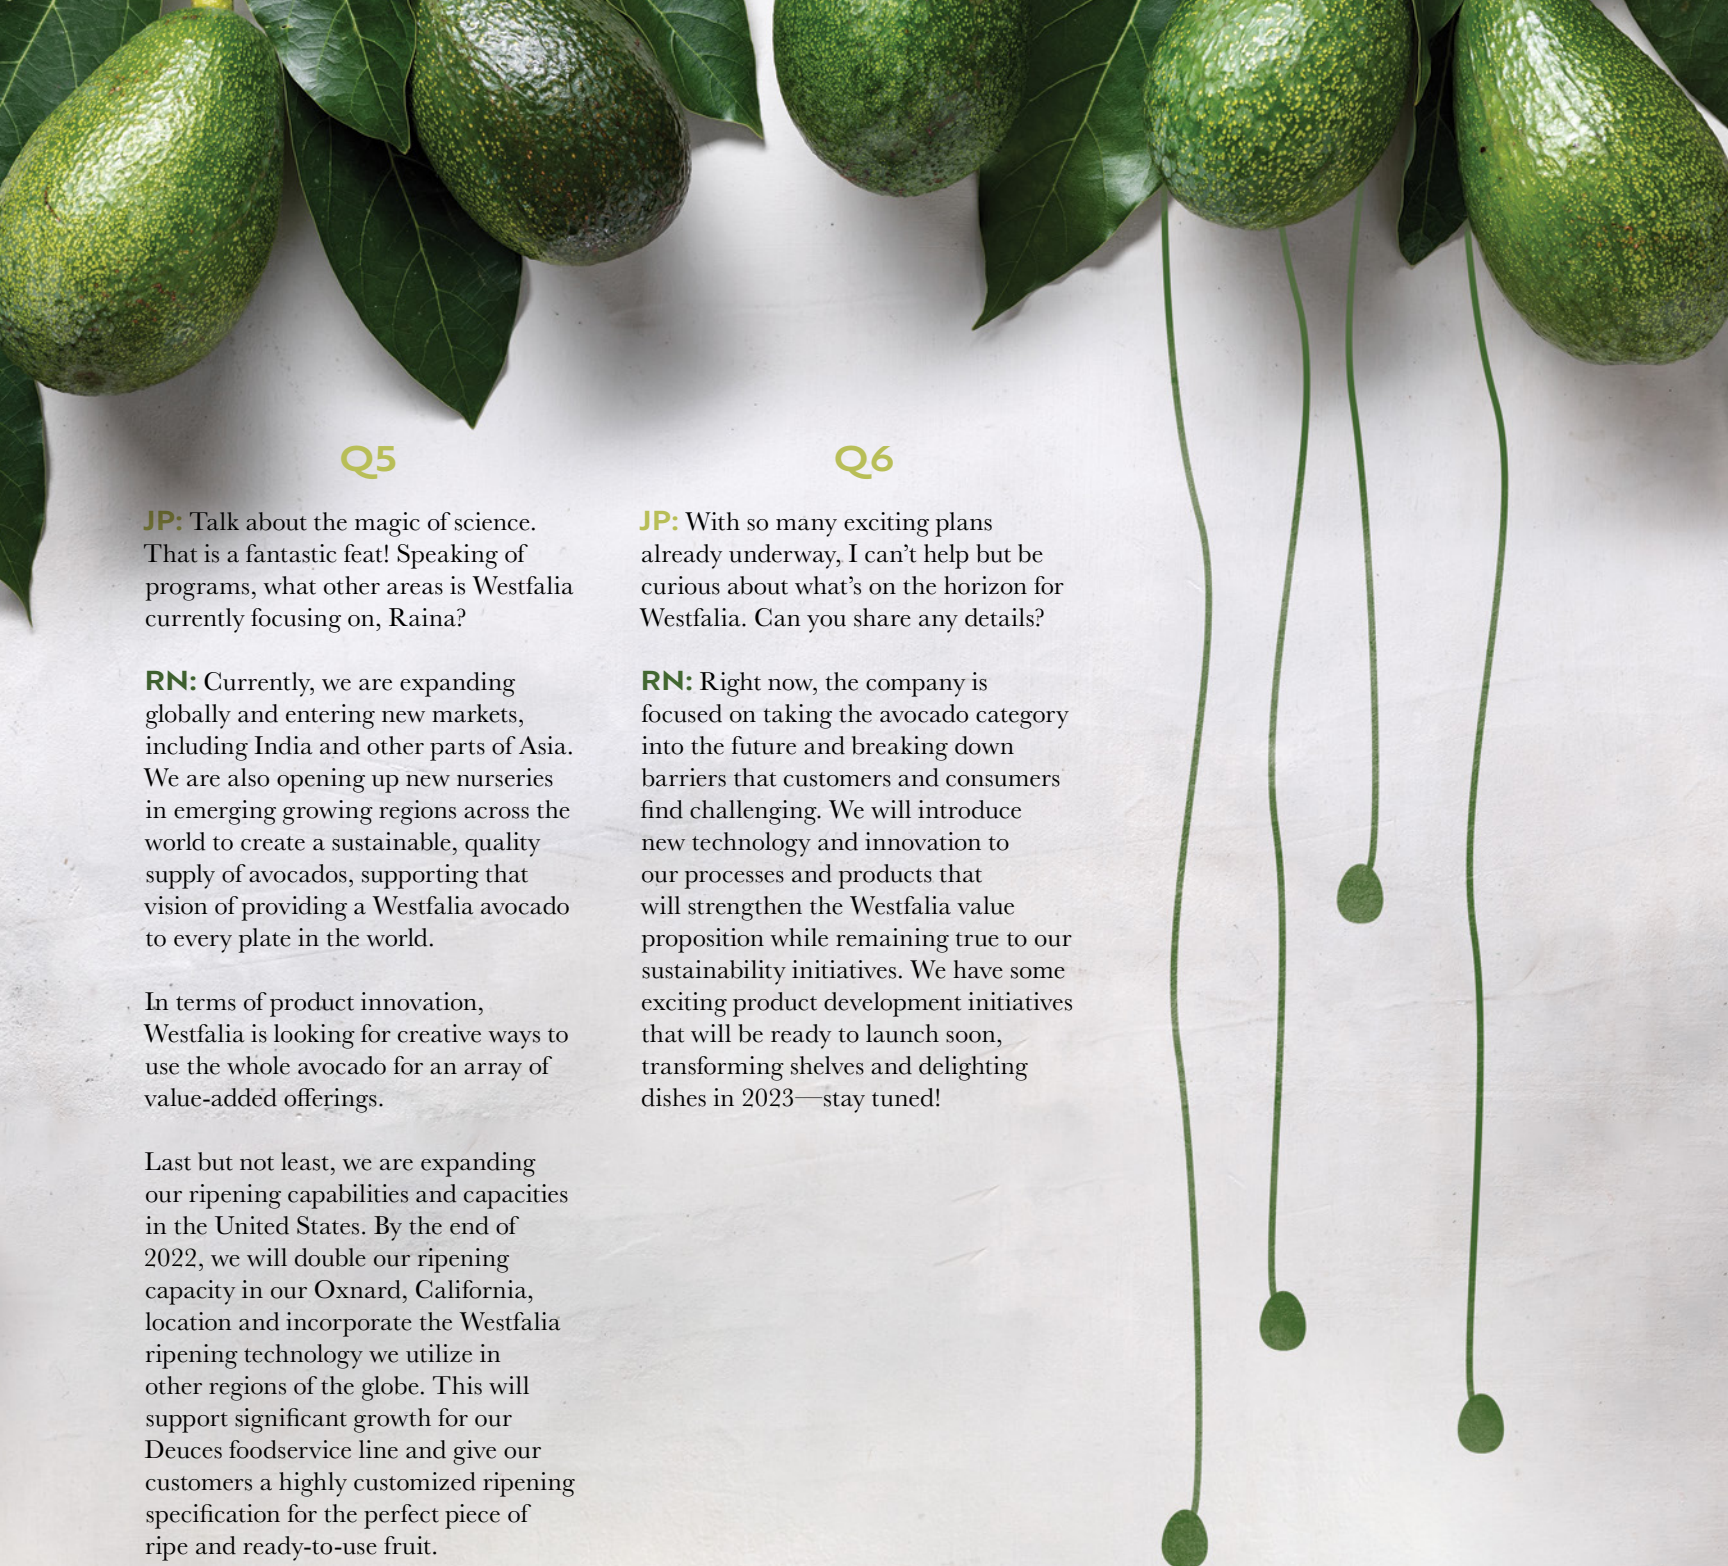 Q5
JP: Talk about the magic of science.
That is a fantastic feat! Speaking of
programs, what other areas is Westfalia
currently focusing on, Raina?
RN: Currently, we are expanding
globally and entering new markets,
including India and other parts of Asia.
We are also opening up new nurseries
in emerging growing regions across the
world to create a sustainable, quality
supply of avocados, supporting that
vision of providing a Westfalia avocado
to every plate in the world.
In terms of product innovation,
Westfalia is looking for creative ways to
use the whole avocado for an array of
value-added offerings.
Last but not least, we are expanding
our ripening capabilities and capacities
in the United States. By the end of
2022, we will double our ripening
capacity in our Oxnard, California,
location and incorporate the Westfalia
ripening technology we utilize in
other regions of the globe. This will
support significant growth for our
Deuces foodservice line and give our
customers a highly customized ripening
specification for the perfect piece of
ripe and ready-to-use fruit.
Q6
JP: With so many exciting plans
already underway, I can’t help but be
curious about what’s on the horizon for
Westfalia. Can you share any details?
RN: Right now, the company is
focused on taking the avocado category
into the future and breaking down
barriers that customers and consumers
find challenging. We will introduce
new technology and innovation to
our processes and products that
will strengthen the Westfalia value
proposition while remaining true to our
sustainability initiatives. We have some
exciting product development initiatives
that will be ready to launch soon,
transforming shelves and delighting
dishes in 2023—stay tuned!